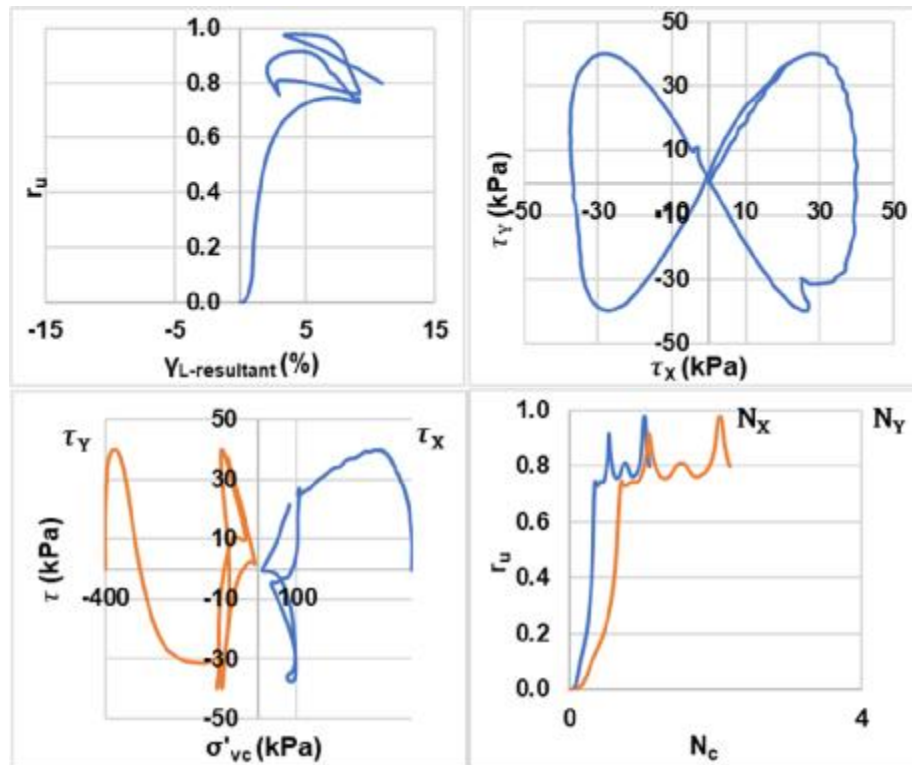 1.0
0.8
0.6
r_u
0.4
0.2
0.0
-15 -5 5 15
γ_L-resultant (%)
50
30
τ_Y (kPa)
10
-50 -30 -10 -10 10 30 50
-30
-50
τ_X (kPa)
50
τ_Y τ_X
30
τ (kPa)
10
-400 -10 100
-30
-50
σ'_vc (kPa)
1.0 N_X N_Y
0.8
0.6
r_u
0.4
0.2
0.0
0 4
N_c